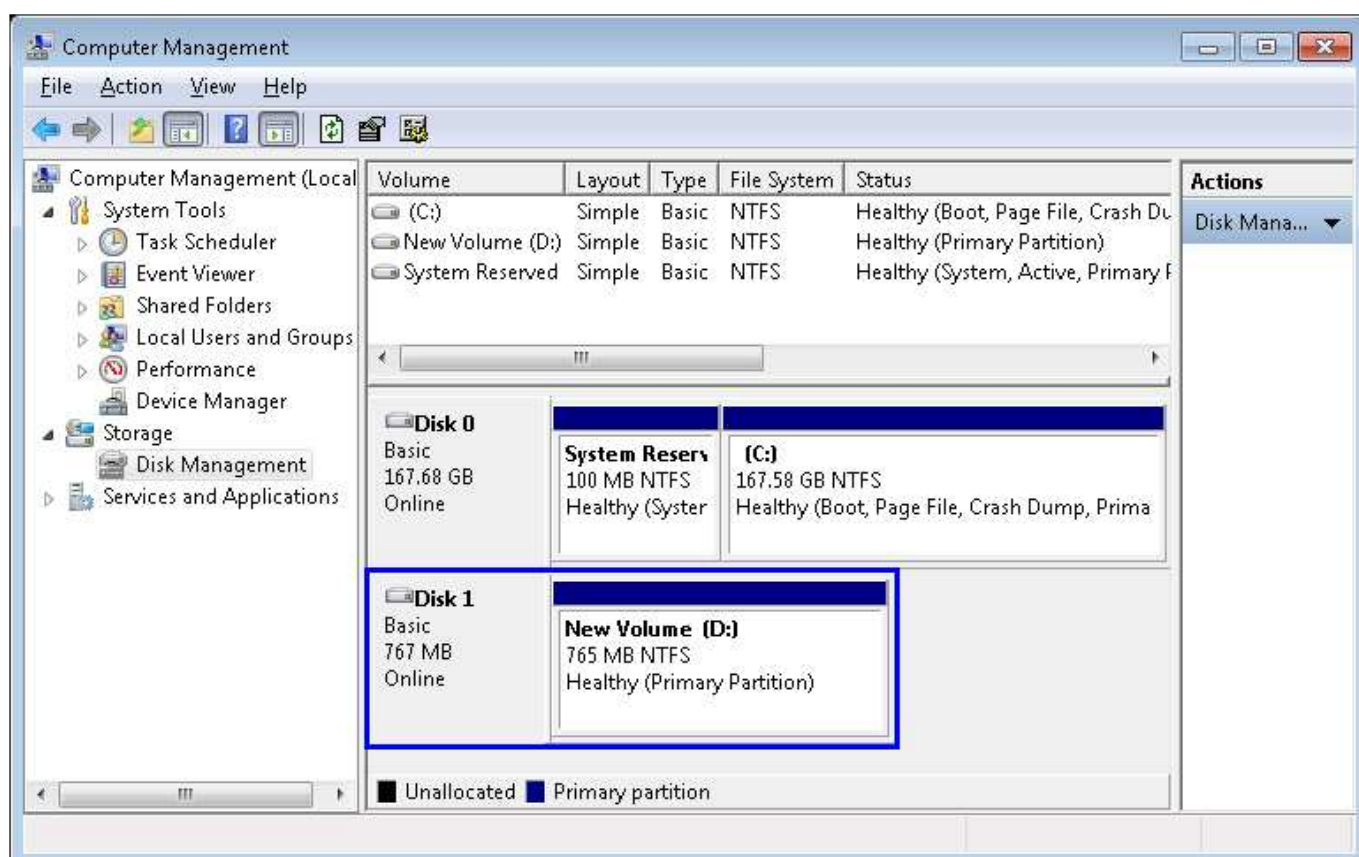 Computer Management
File Action View Help
Computer Management (Local
System Tools
Task Scheduler
Event Viewer
Shared Folders
Local Users and Groups
Performance
Device Manager
Storage
Disk Management
Services and Applications
Volume Layout Type File System Status
(C:) Simple Basic NTFS Healthy (Boot, Page File, Crash Du
New Volume (D:) Simple Basic NTFS Healthy (Primary Partition)
System Reserved Simple Basic NTFS Healthy (System, Active, Primary P
Disk 0
Basic
167.68 GB
Online
System Reserv
100 MB NTFS
Healthy (System
(C:)
167.58 GB NTFS
Healthy (Boot, Page File, Crash Dump, Prima
Disk 1
Basic
767 MB
Online
New Volume (D:)
765 MB NTFS
Healthy (Primary Partition)
Unallocated Primary partition
Actions
Disk Mana...